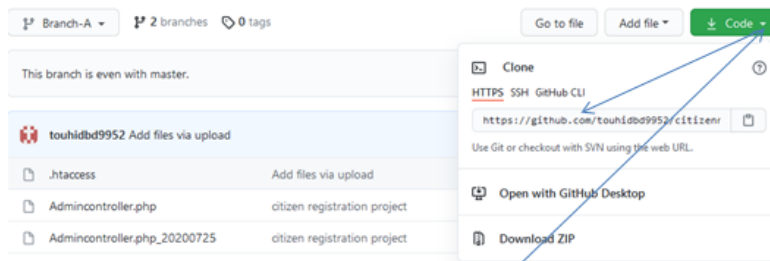 Branch-A 2 branches 0 tags Go to file Add file Code
This branch is even with master.
touhidbd9952 Add files via upload
.htaccess Add files via upload
Admincontroller.php citizen registration project
Admincontroller.php_20200725 citizen registration project
Clone
HTTPS SSH GitHub CLI
https://github.com/touhidbd9952/citizenr
Use Git or checkout with SVN using the web URL.
Open with GitHub Desktop
Download ZIP